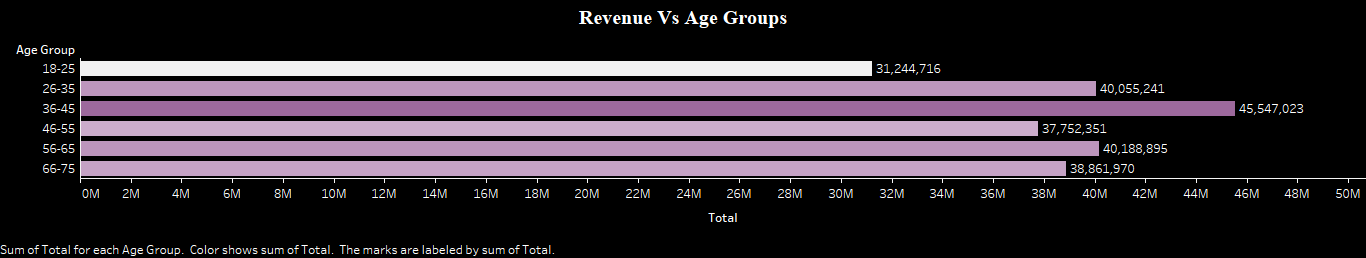 Revenue Vs Age Groups
Age Group
18-25 31,244,716
26-35 40,055,241
36-45 45,547,023
46-55 37,752,351
56-65 40,188,895
66-75 38,861,970
0M 2M 4M 6M 8M 10M 12M 14M 16M 18M 20M 22M 24M 26M 28M 30M 32M 34M 36M 38M 40M 42M 44M 46M 48M 50M
Total
Sum of Total for each Age Group. Color shows sum of Total. The marks are labeled by sum of Total.